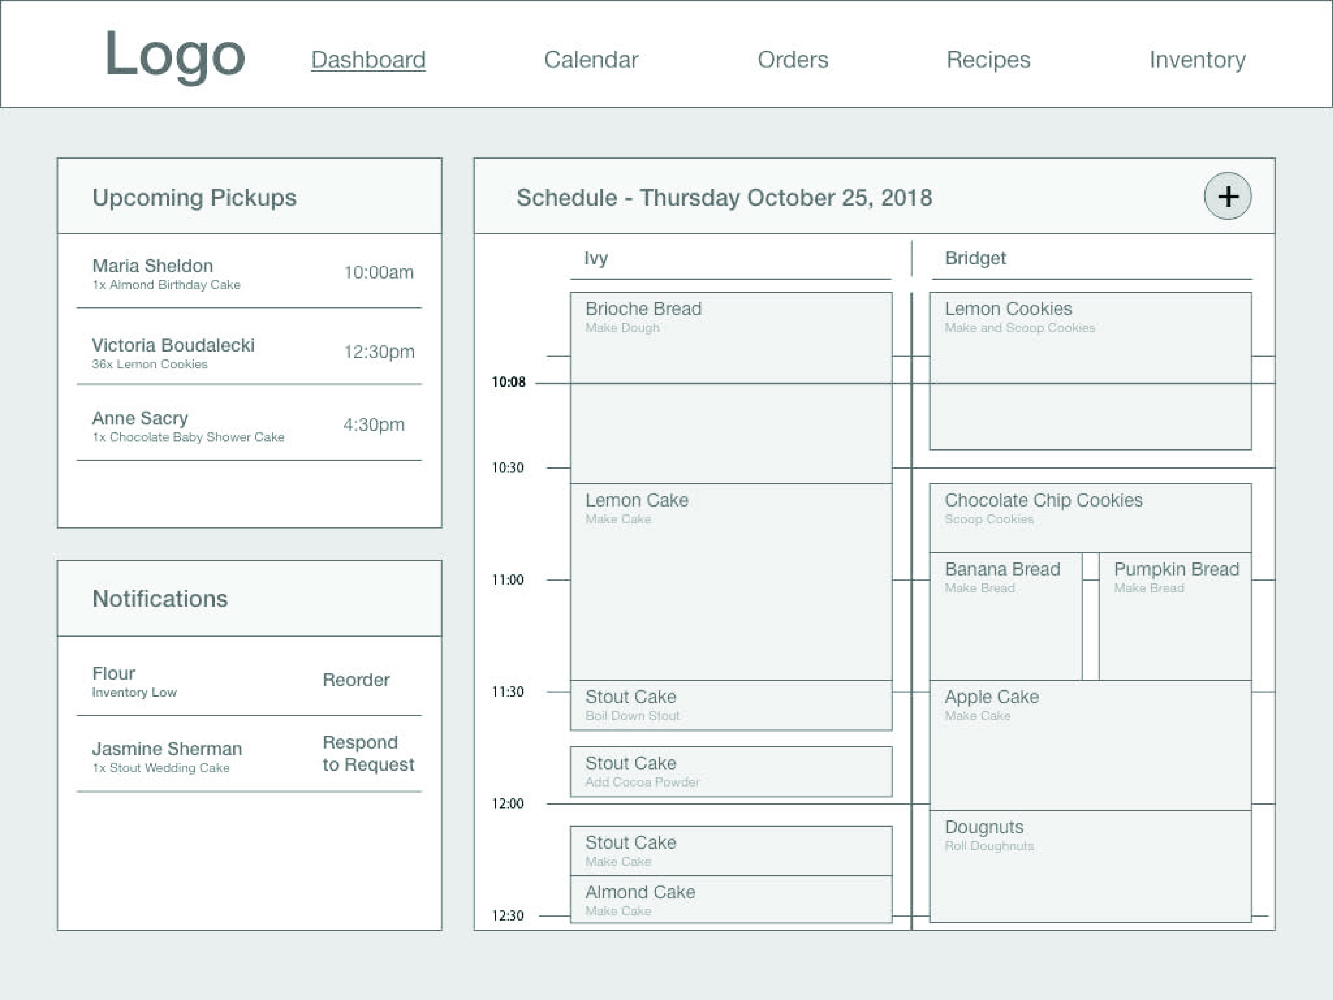 Logo
Dashboard
Calendar
Orders
Recipes
Inventory
Upcoming Pickups
Maria Sheldon
1x Almond Birthday Cake
10:00am
Victoria Boudalecki
36x Lemon Cookies
12:30pm
Anne Sacry
1x Chocolate Baby Shower Cake
4:30pm
Notifications
Flour
Inventory Low
Reorder
Jasmine Sherman
1x Stout Wedding Cake
Respond
to Request
Schedule - Thursday October 25, 2018
+
Ivy
Bridget
10:08
10:30
11:00
11:30
12:00
12:30
Brioche Bread
Make Dough
Lemon Cake
Make Cake
Stout Cake
Boil Down Stout
Stout Cake
Add Cocoa Powder
Stout Cake
Make Cake
Almond Cake
Make Cake
Lemon Cookies
Make and Scoop Cookies
Chocolate Chip Cookies
Scoop Cookies
Banana Bread
Make Bread
Pumpkin Bread
Make Bread
Apple Cake
Make Cake
Dougnuts
Roll Doughnuts